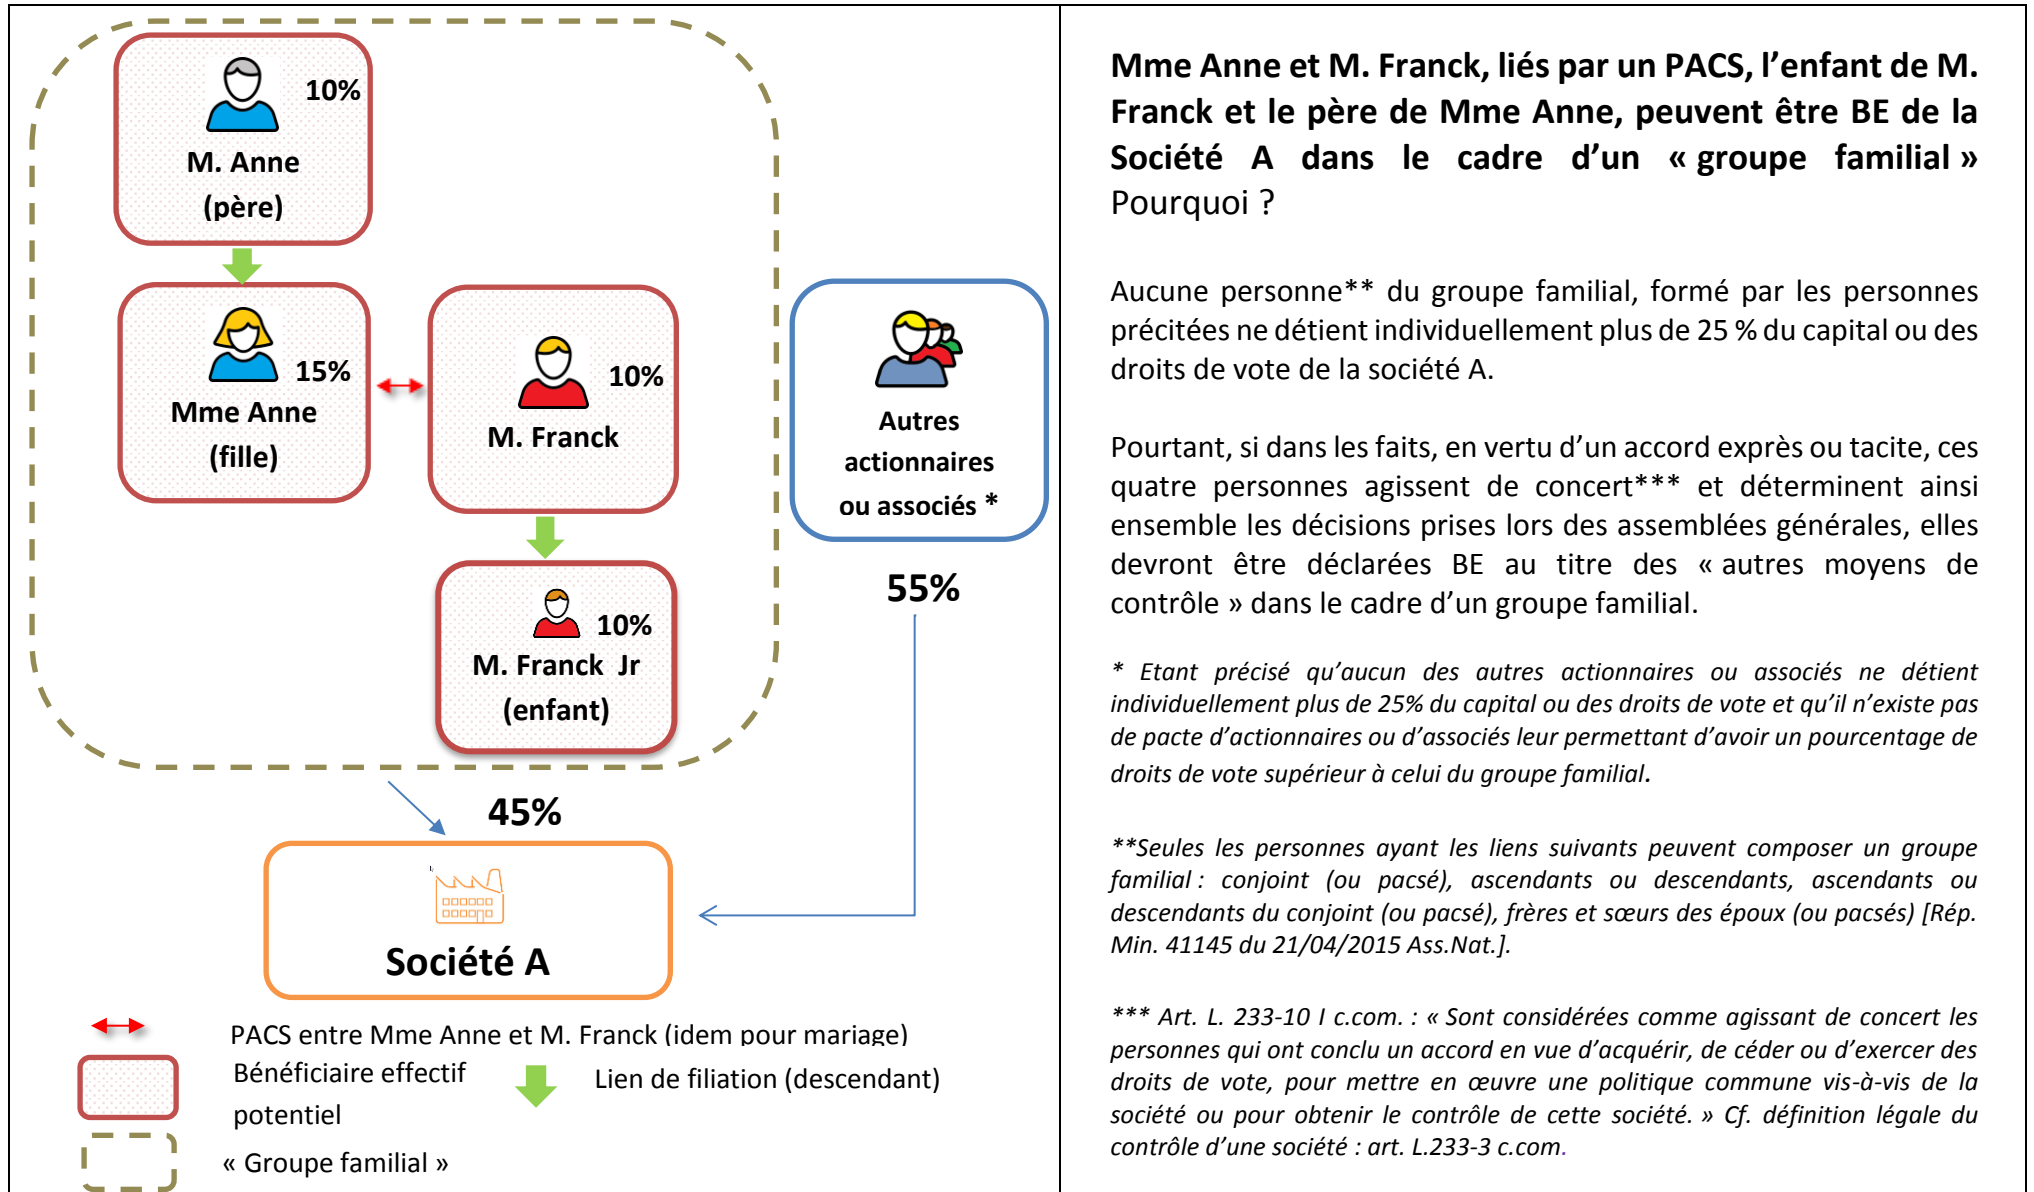 10%
M. Anne
(père)
15%
Mme Anne
(fille)
10%
M. Franck
10%
M. Franck Jr
(enfant)
Autres
actionnaires
ou associés *
55%
45%
Société A
PACS entre Mme Anne et M. Franck (idem pour mariage)
Bénéficiaire effectif
potentiel
Lien de filiation (descendant)
« Groupe familial »
Mme Anne et M. Franck, liés par un PACS, l’enfant de M.
Franck et le père de Mme Anne, peuvent être BE de la
Société A dans le cadre d’un « groupe familial »
Pourquoi ?
Aucune personne** du groupe familial, formé par les personnes
précitées ne détient individuellement plus de 25 % du capital ou des
droits de vote de la société A.
Pourtant, si dans les faits, en vertu d’un accord exprès ou tacite, ces
quatre personnes agissent de concert*** et déterminent ainsi
ensemble les décisions prises lors des assemblées générales, elles
devront être déclarées BE au titre des « autres moyens de
contrôle » dans le cadre d’un groupe familial.
* Etant précisé qu’aucun des autres actionnaires ou associés ne détient
individuellement plus de 25% du capital ou des droits de vote et qu’il n’existe pas
de pacte d’actionnaires ou d’associés leur permettant d’avoir un pourcentage de
droits de vote supérieur à celui du groupe familial.
**Seules les personnes ayant les liens suivants peuvent composer un groupe
familial : conjoint (ou pacsé), ascendants ou descendants, ascendants ou
descendants du conjoint (ou pacsé), frères et sœurs des époux (ou pacsés) [Rép.
Min. 41145 du 21/04/2015 Ass.Nat.].
*** Art. L. 233-10 I c.com. : « Sont considérées comme agissant de concert les
personnes qui ont conclu un accord en vue d’acquérir, de céder ou d’exercer des
droits de vote, pour mettre en œuvre une politique commune vis-à-vis de la
société ou pour obtenir le contrôle de cette société. » Cf. définition légale du
contrôle d’une société : art. L.233-3 c.com.